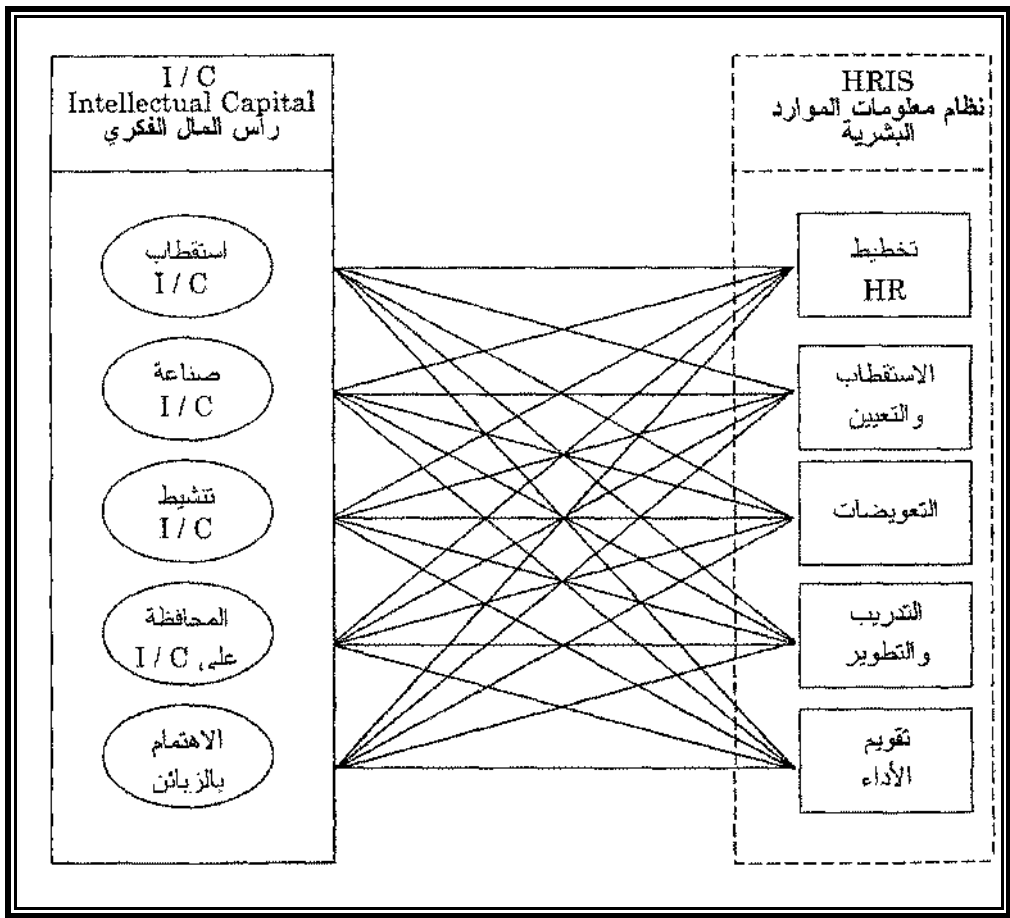 I / C
Intellectual Capital
رأس المال الفكري
استقطاب
I / C
صناعة
I / C
تنشيط
I / C
المحافظة
على I / C
الاهتمام
بالزبائن
HRIS
نظام معلومات الموارد
البشرية
تخطيط
HR
الاستقطاب
والتعيين
التعويضات
التدريب
والتطوير
تقويم
الأداء